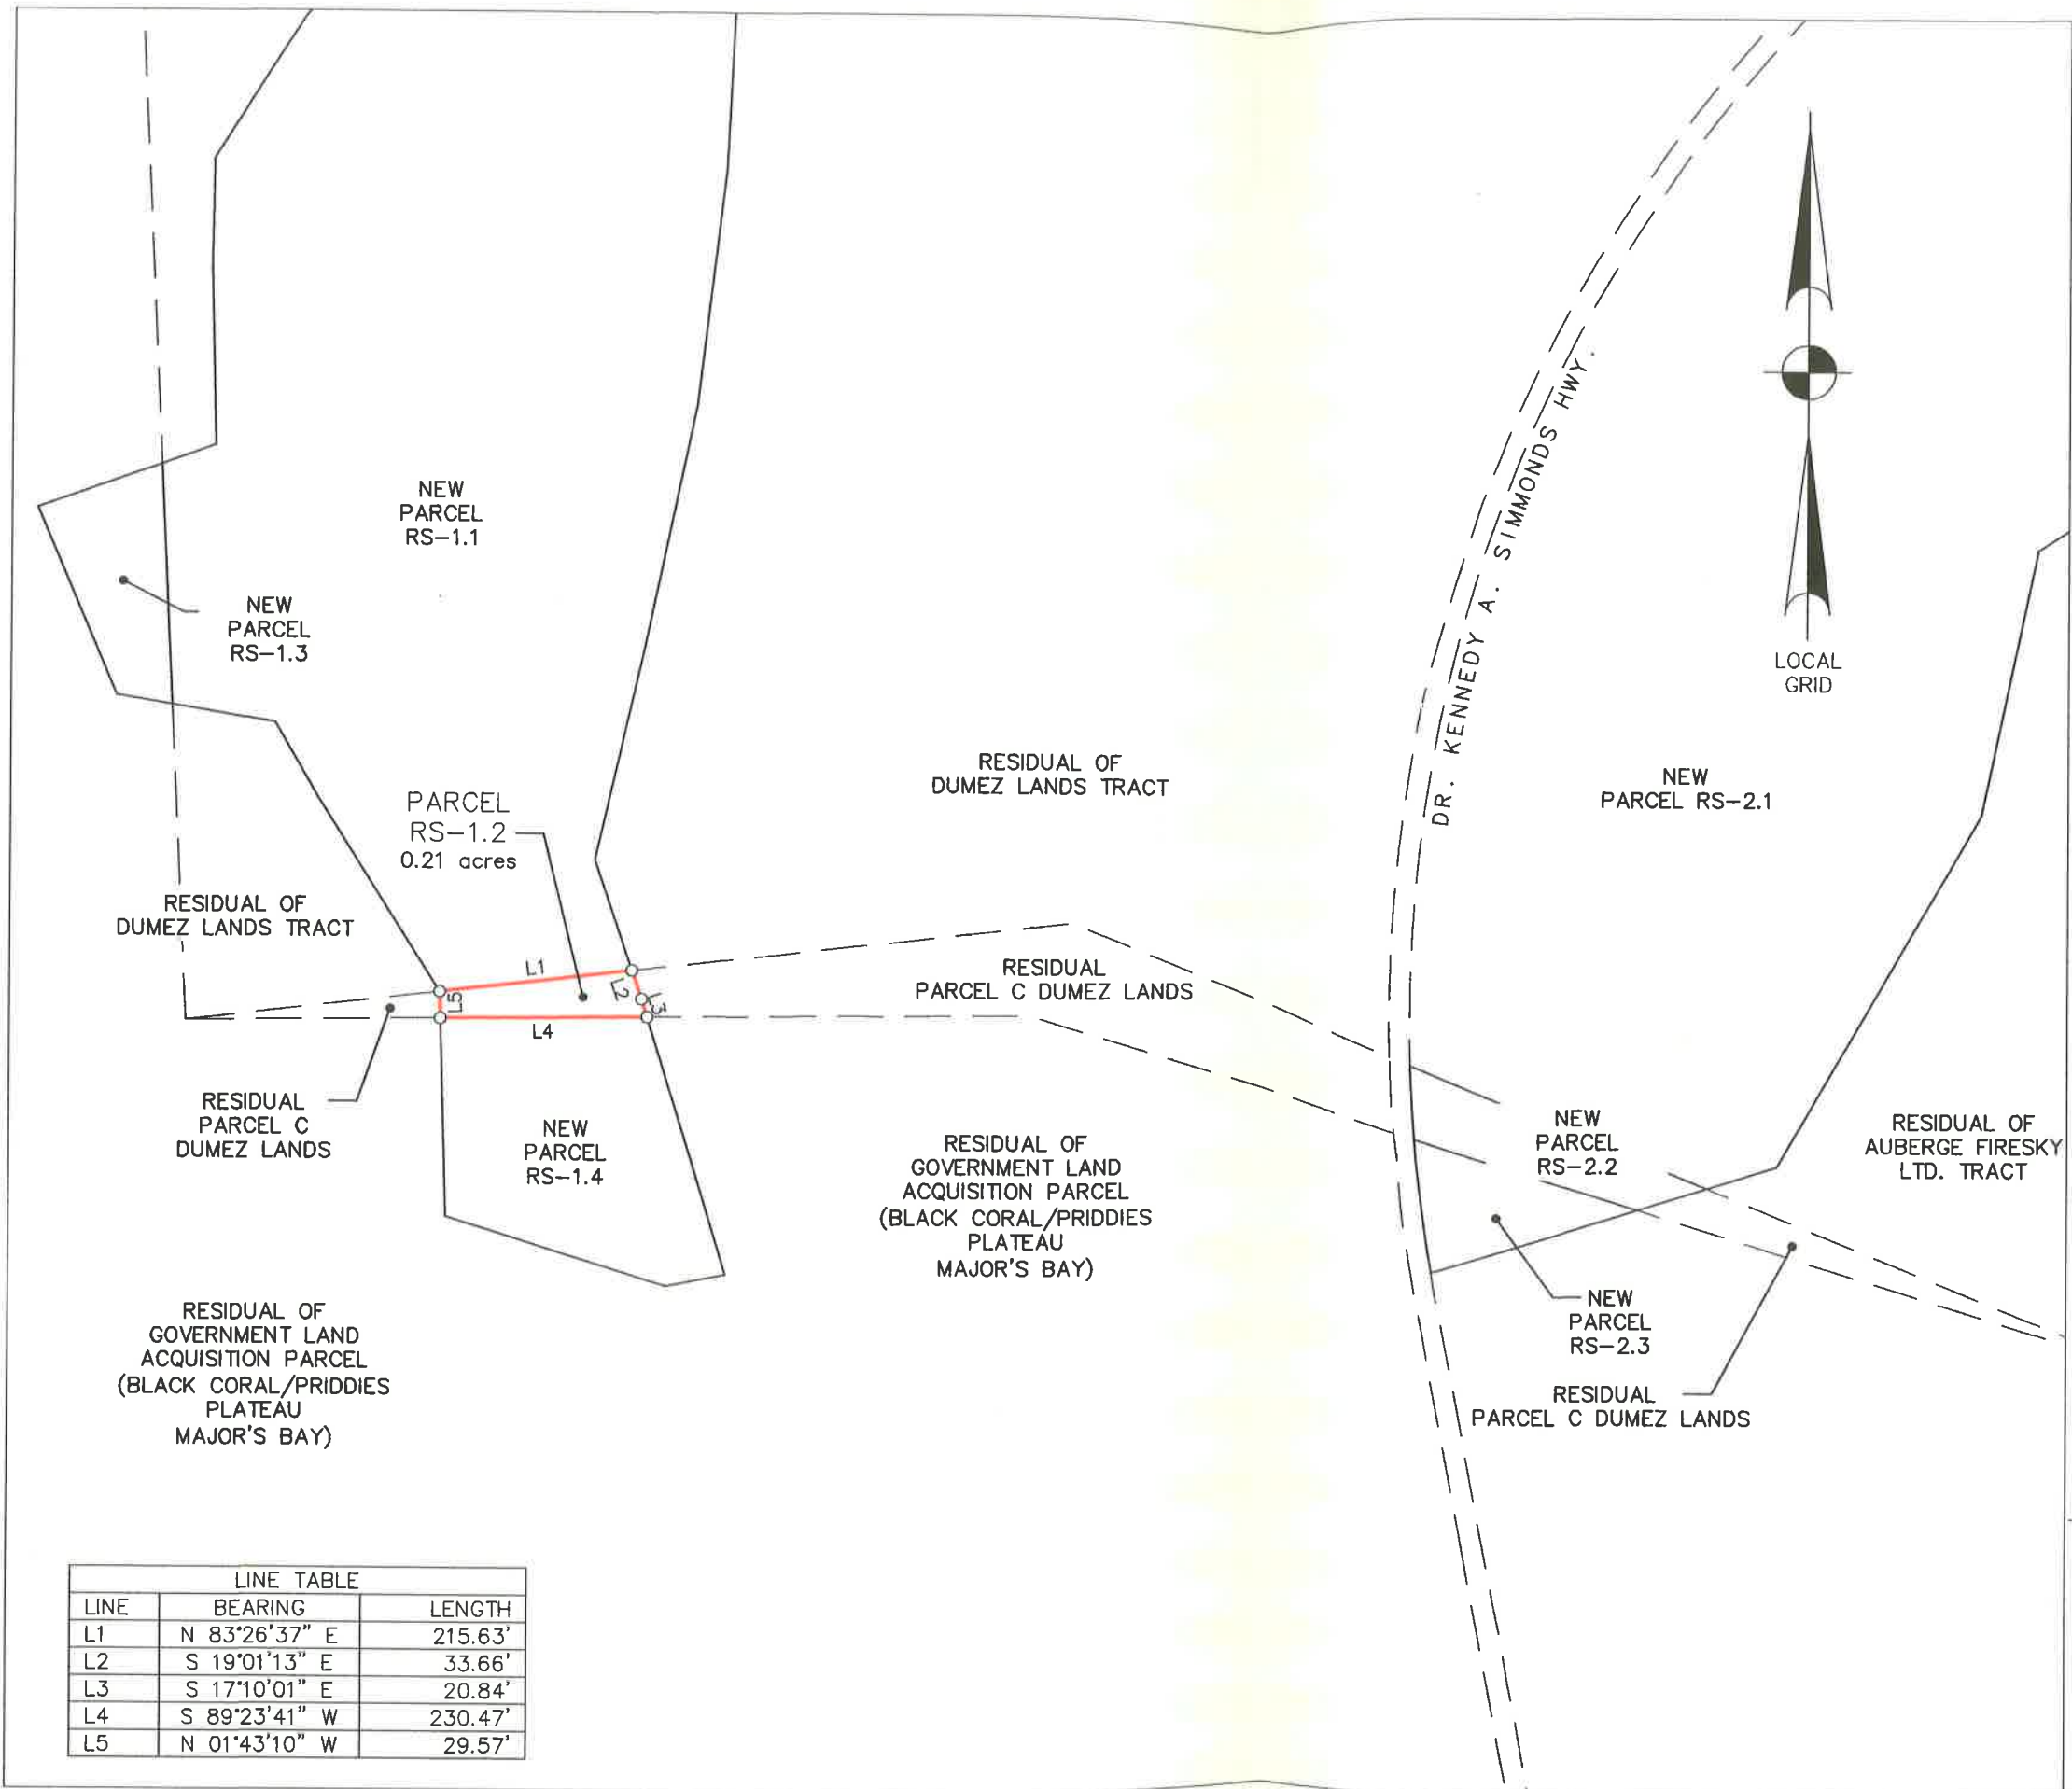 NEW
PARCEL
RS-1.1
NEW
PARCEL
RS-1.3
DR. KENNEDY A. SIMMONDS HWY.
LOCAL
GRID
RESIDUAL OF
DUMEZ LANDS TRACT
NEW
PARCEL RS-2.1
PARCEL
RS-1.2
0.21 acres
RESIDUAL OF
DUMEZ LANDS TRACT
L1
L2
L3
L4
L5
RESIDUAL
PARCEL C DUMEZ LANDS
RESIDUAL
PARCEL C
DUMEZ LANDS
NEW
PARCEL
RS-1.4
RESIDUAL OF
GOVERNMENT LAND
ACQUISITION PARCEL
(BLACK CORAL/PRIDDIES
PLATEAU
MAJOR'S BAY)
NEW
PARCEL
RS-2.2
RESIDUAL OF
AUBERGE FIRESKY
LTD. TRACT
NEW
PARCEL
RS-2.3
RESIDUAL
PARCEL C DUMEZ LANDS
RESIDUAL OF
GOVERNMENT LAND
ACQUISITION PARCEL
(BLACK CORAL/PRIDDIES
PLATEAU
MAJOR'S BAY)
LINE TABLE
LINE BEARING LENGTH
L1 N 83°26'37" E 215.63'
L2 S 19°01'13" E 33.66'
L3 S 17°10'01" E 20.84'
L4 S 89°23'41" W 230.47'
L5 N 01°43'10" W 29.57'